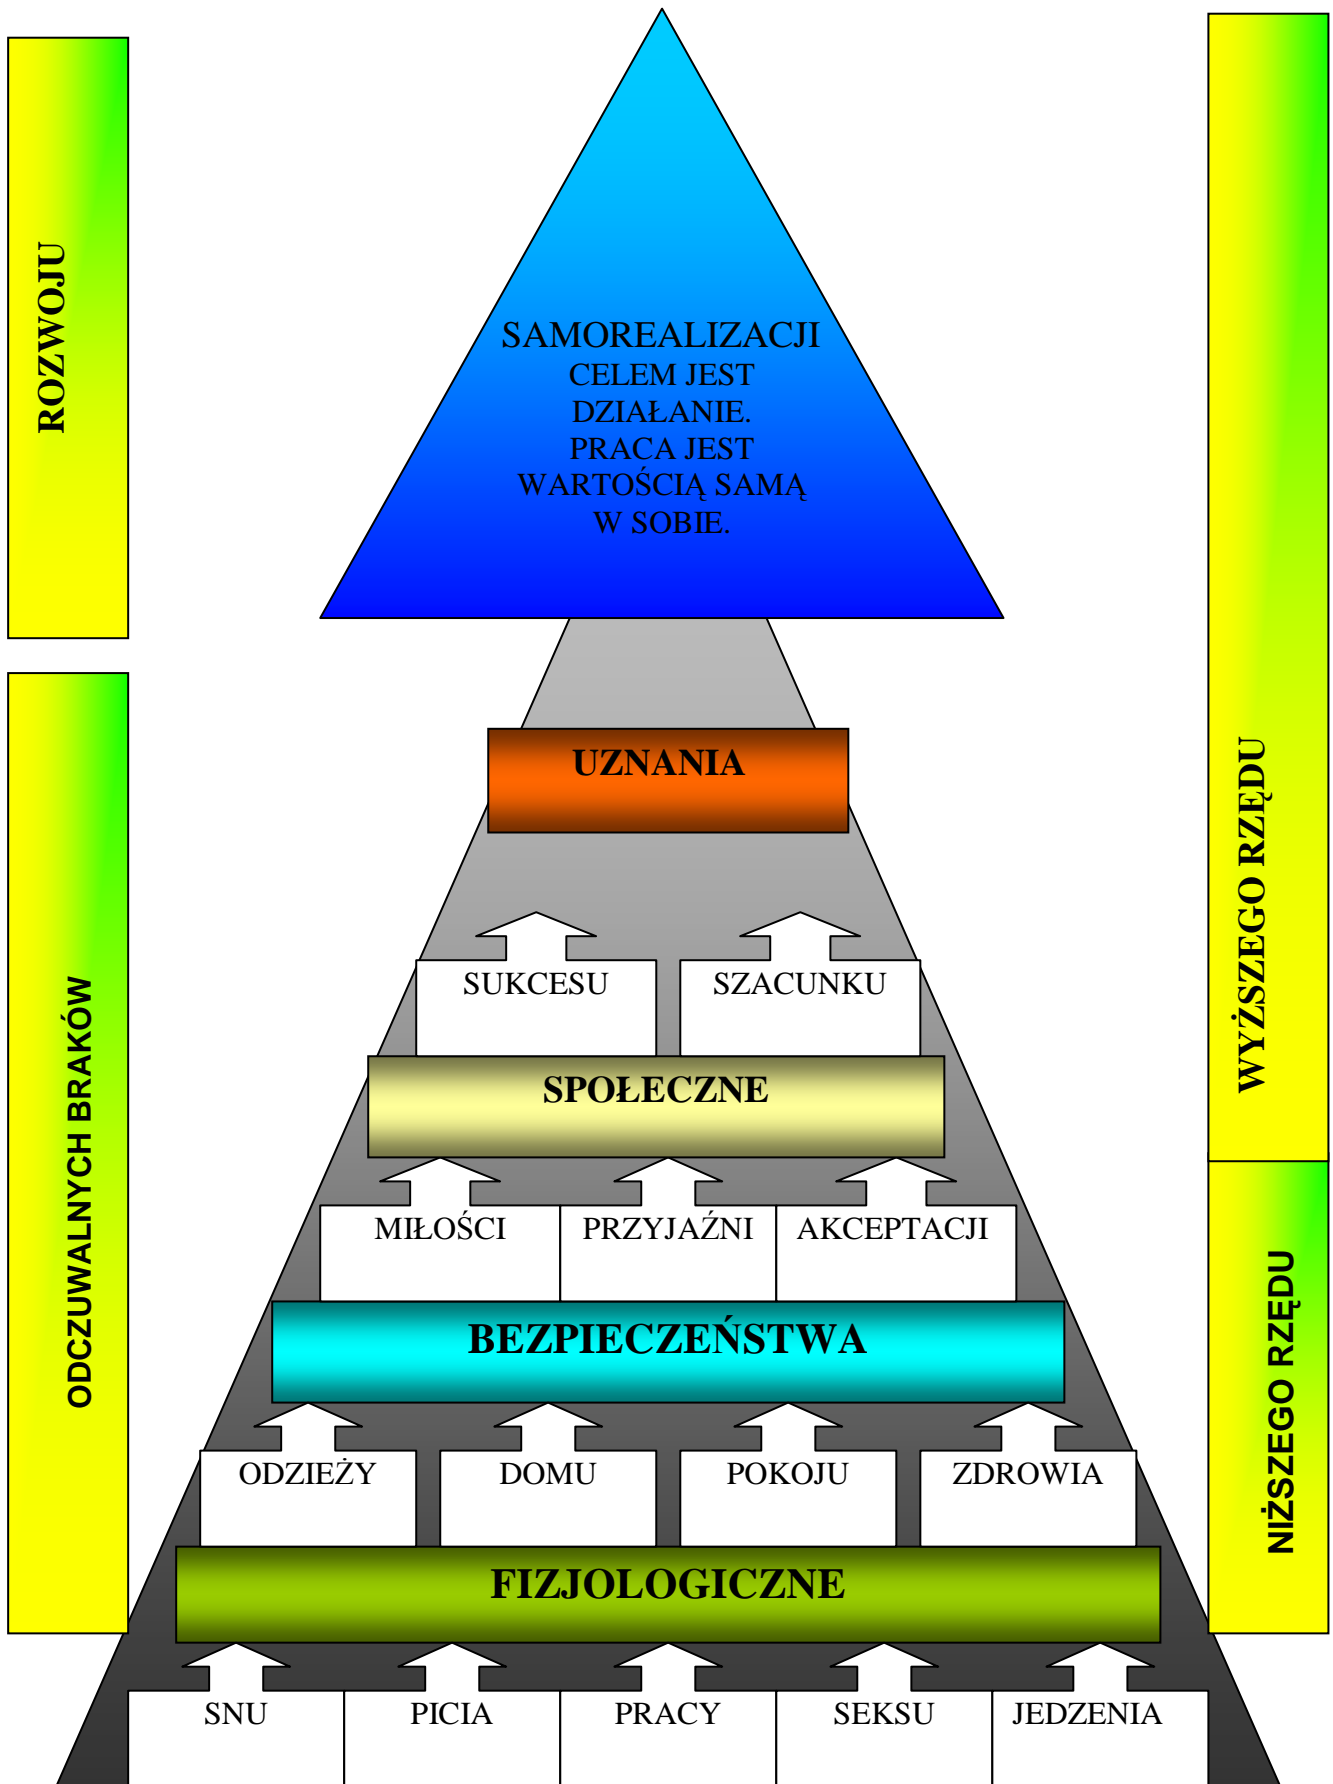 ROZWOJU
SAMOREALIZACJI
CELEM JEST
DZIAŁANIE.
PRACA JEST
WARTOŚCIĄ SAMĄ
W SOBIE.
WYŻSZEGO RZĘDU
UZNANIA
ODCZUWALNYCH BRAKÓW
SUKCESU SZACUNKU
SPOŁECZNE
MIŁOŚCI PRZYJAŹNI AKCEPTACJI
NIŻSZEGO RZĘDU
BEZPIECZEŃSTWA
ODZIEŻY DOMU POKOJU ZDROWIA
FIZJOLOGICZNE
SNU PICIA PRACY SEKSU JEDZENIA